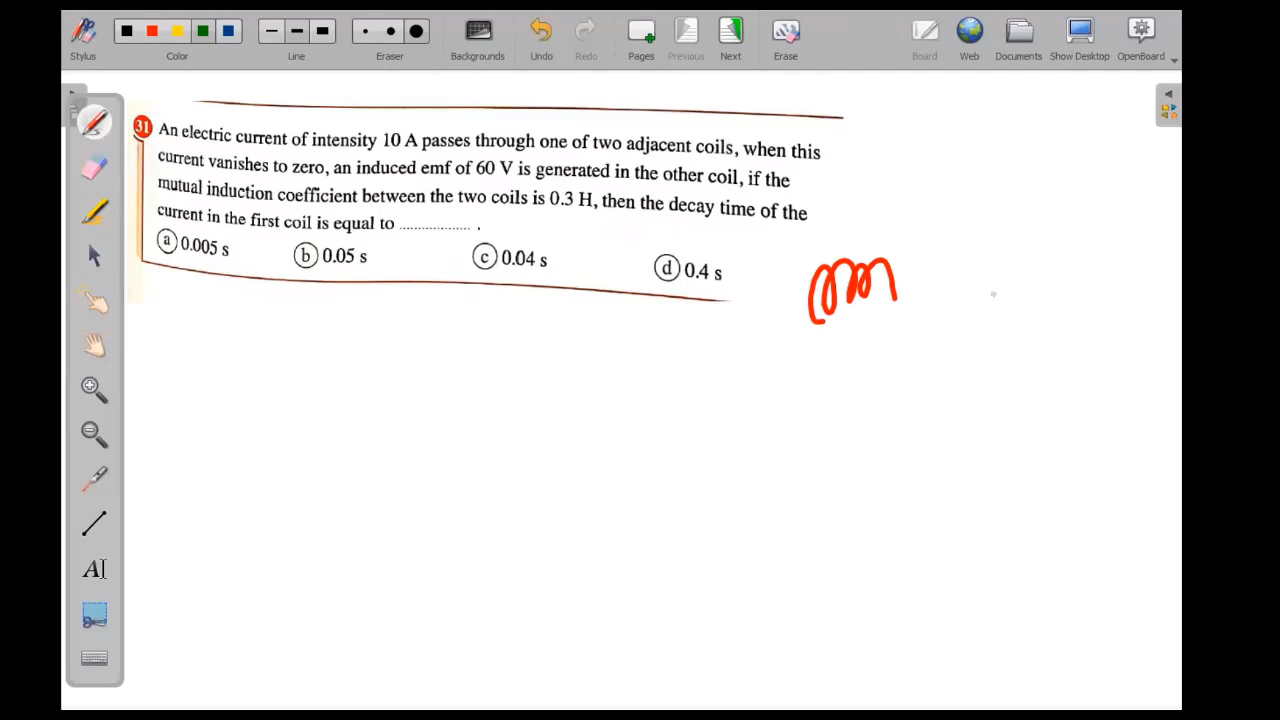 Stylus
Color
Line
Eraser
Backgrounds
Undo
Redo
Pages
Previous
Next
Erase
Board
Web
Documents
Show Desktop
OpenBoard
31 An electric current of intensity 10 A passes through one of two adjacent coils, when this
current vanishes to zero, an induced emf of 60 V is generated in the other coil, if the
mutual induction coefficient between the two coils is 0.3 H, then the decay time of the
current in the first coil is equal to .................... .
a 0.005 s b 0.05 s c 0.04 s d 0.4 s
A